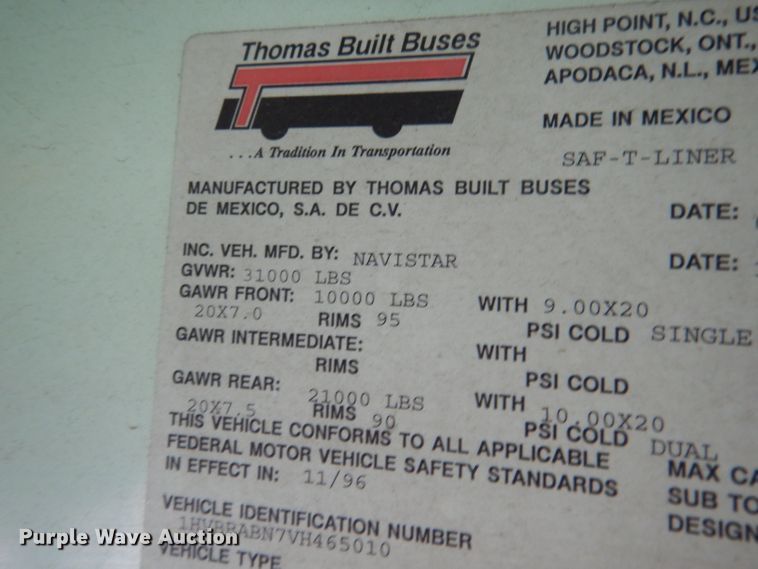 Thomas Built Buses
...A Tradition In Transportation
HIGH POINT, N.C.,
WOODSTOCK, ONT.,
APODACA, N.L.,
MADE IN MEXICO
SAF-T-LINER
MANUFACTURED BY THOMAS BUILT BUSES
DE MEXICO, S.A. DE C.V.
DATE:
INC. VEH. MFD. BY: NAVISTAR
DATE:
GVWR: 31000 LBS
GAWR FRONT: 10000 LBS WITH 9.00X20
20X7.0 RIMS 95 PSI COLD SINGLE
GAWR INTERMEDIATE: WITH
RIMS PSI COLD
GAWR REAR: 21000 LBS WITH 10.00X20
20X7.5 RIMS 90 PSI COLD DUAL
THIS VEHICLE CONFORMS TO ALL APPLICABLE
FEDERAL MOTOR VEHICLE SAFETY STANDARDS
IN EFFECT IN: 11/96
MAX
SUB
VEHICLE IDENTIFICATION NUMBER
1HVBRABN7VH465010
VEHICLE TYPE
Purple Wave Auction